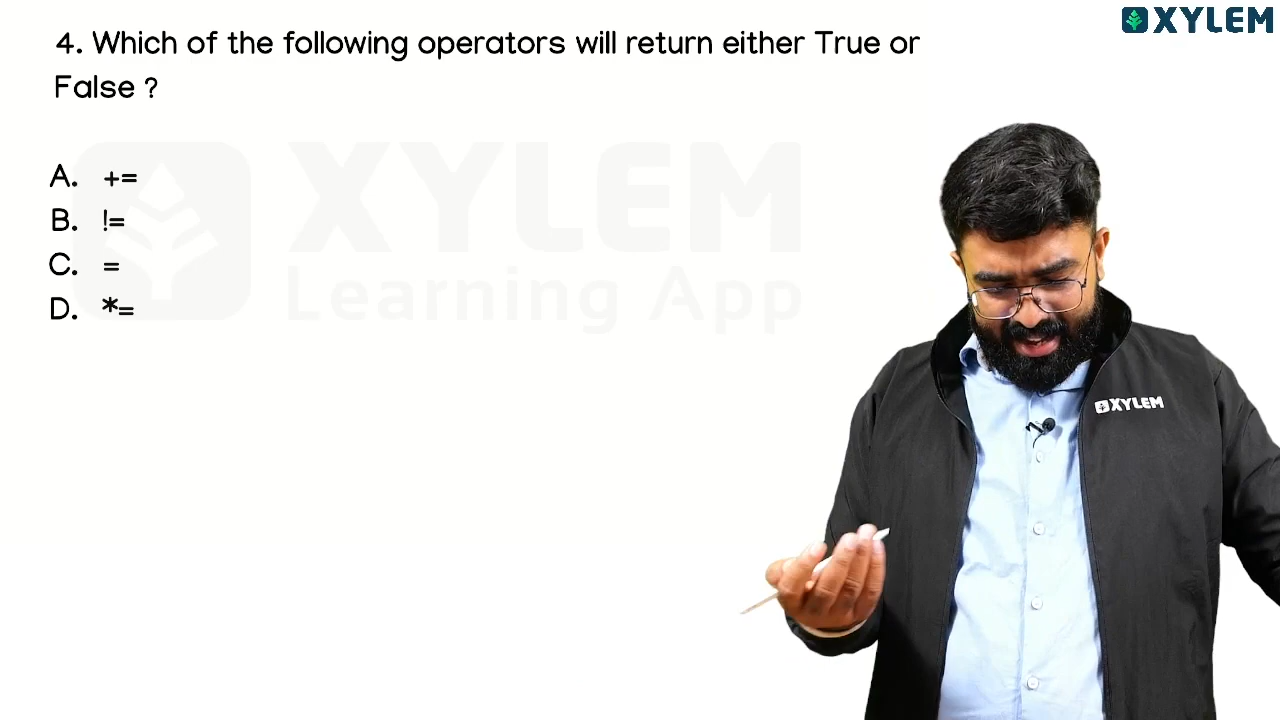 XYLEM
4. Which of the following operators will return either True or
False ?
XYLEM
Learning App
A. +=
B. !=
C. =
D. *=
XYLEM